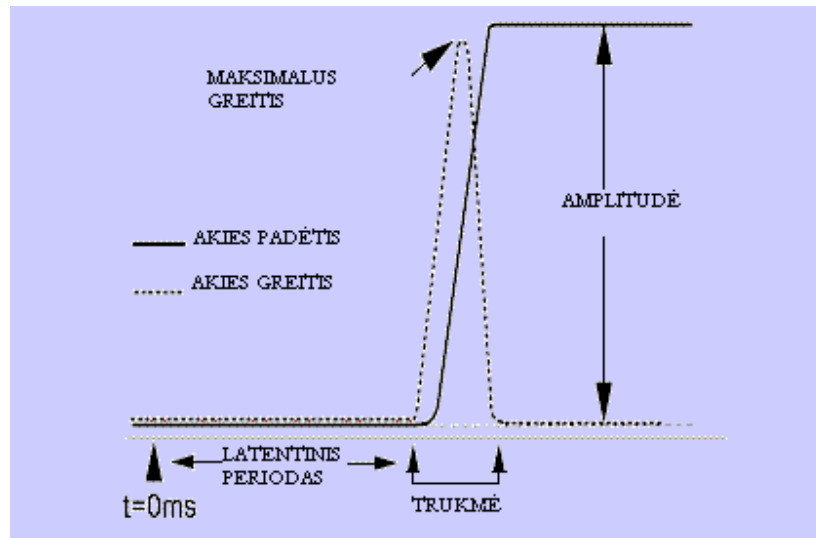 MAKSIMALUS
GREITIS
AMPLITUDĖ
AKIES PADĖTIS
AKIES GREITIS
LATENTINIS
PERIODAS
t=0ms
TRUKMĖ